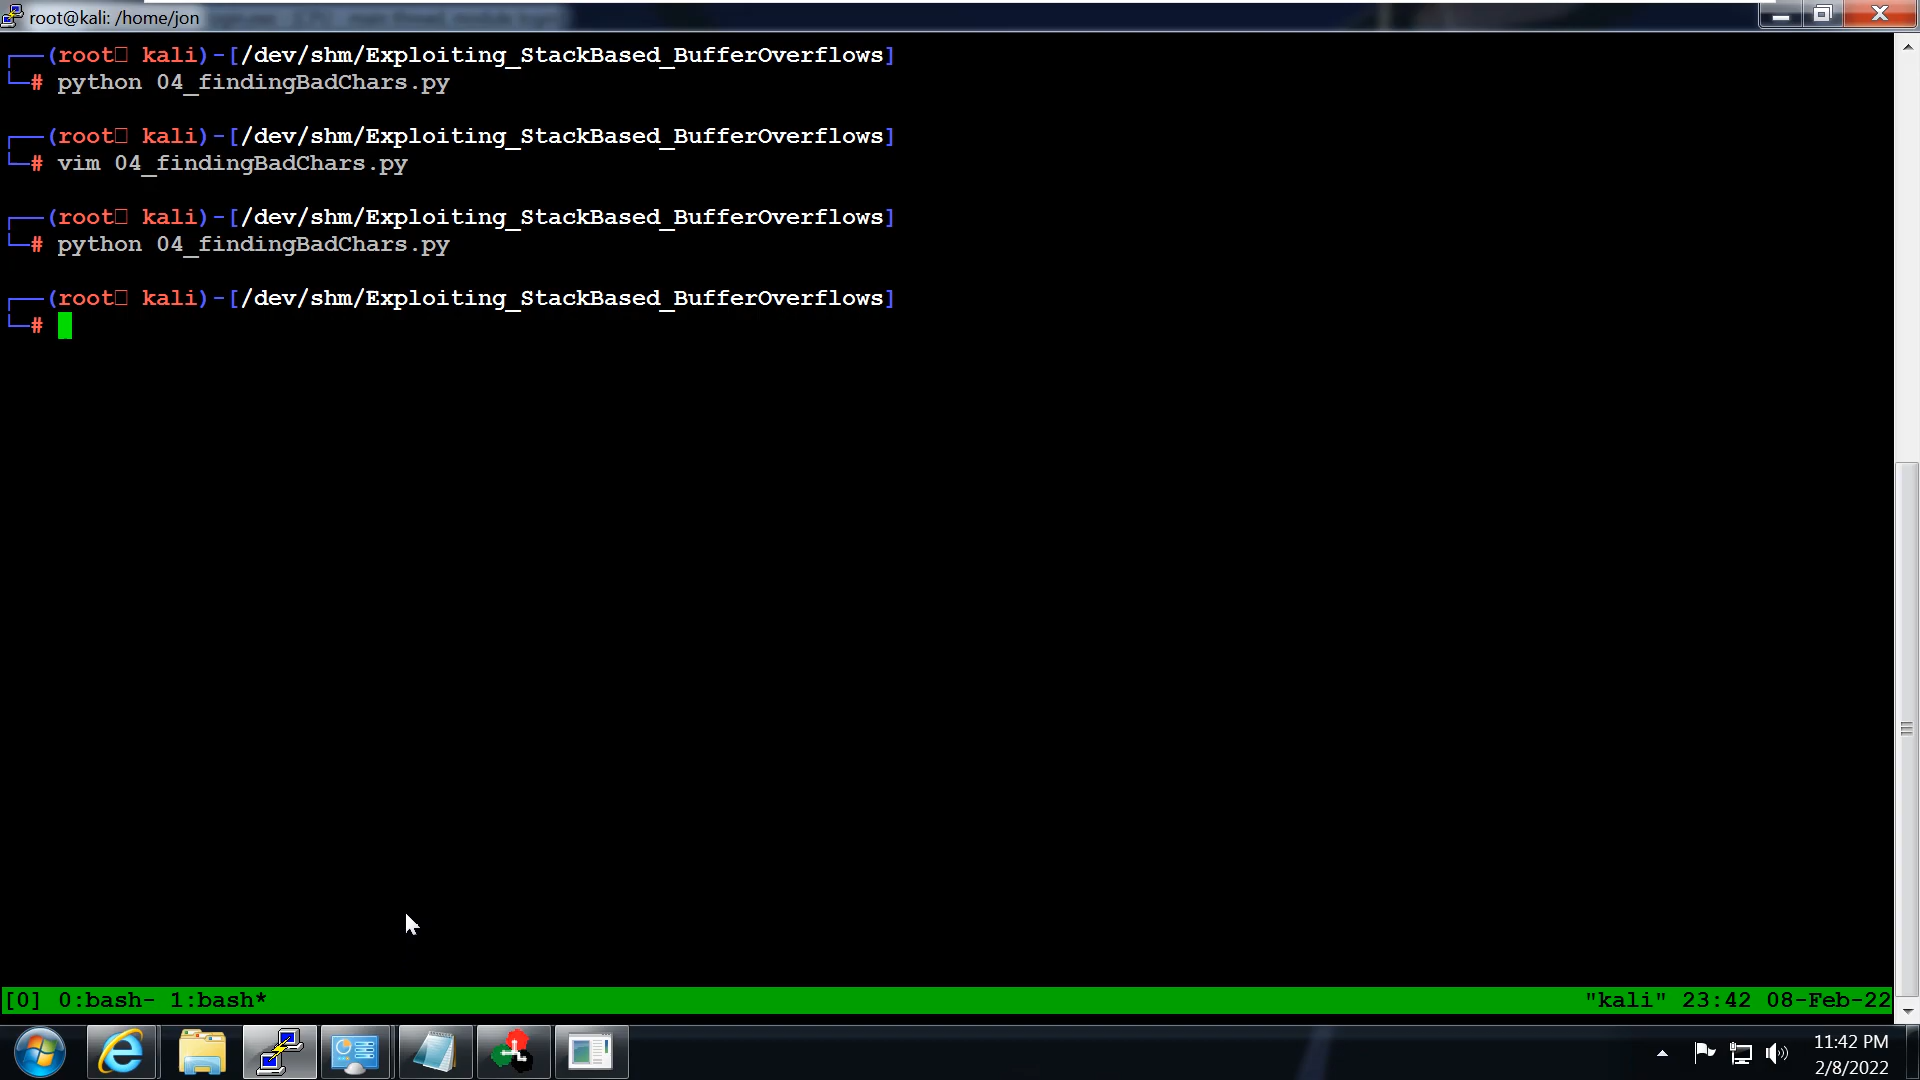 root@kali: /home/jon
┌──(root□ kali)-[/dev/shm/Exploiting_StackBased_BufferOverflows]
└─# python 04_findingBadChars.py
┌──(root□ kali)-[/dev/shm/Exploiting_StackBased_BufferOverflows]
└─# vim 04_findingBadChars.py
┌──(root□ kali)-[/dev/shm/Exploiting_StackBased_BufferOverflows]
└─# python 04_findingBadChars.py
┌──(root□ kali)-[/dev/shm/Exploiting_StackBased_BufferOverflows]
└─#
[0] 0:bash- 1:bash* "kali" 23:42 08-Feb-22
11:42 PM
2/8/2022